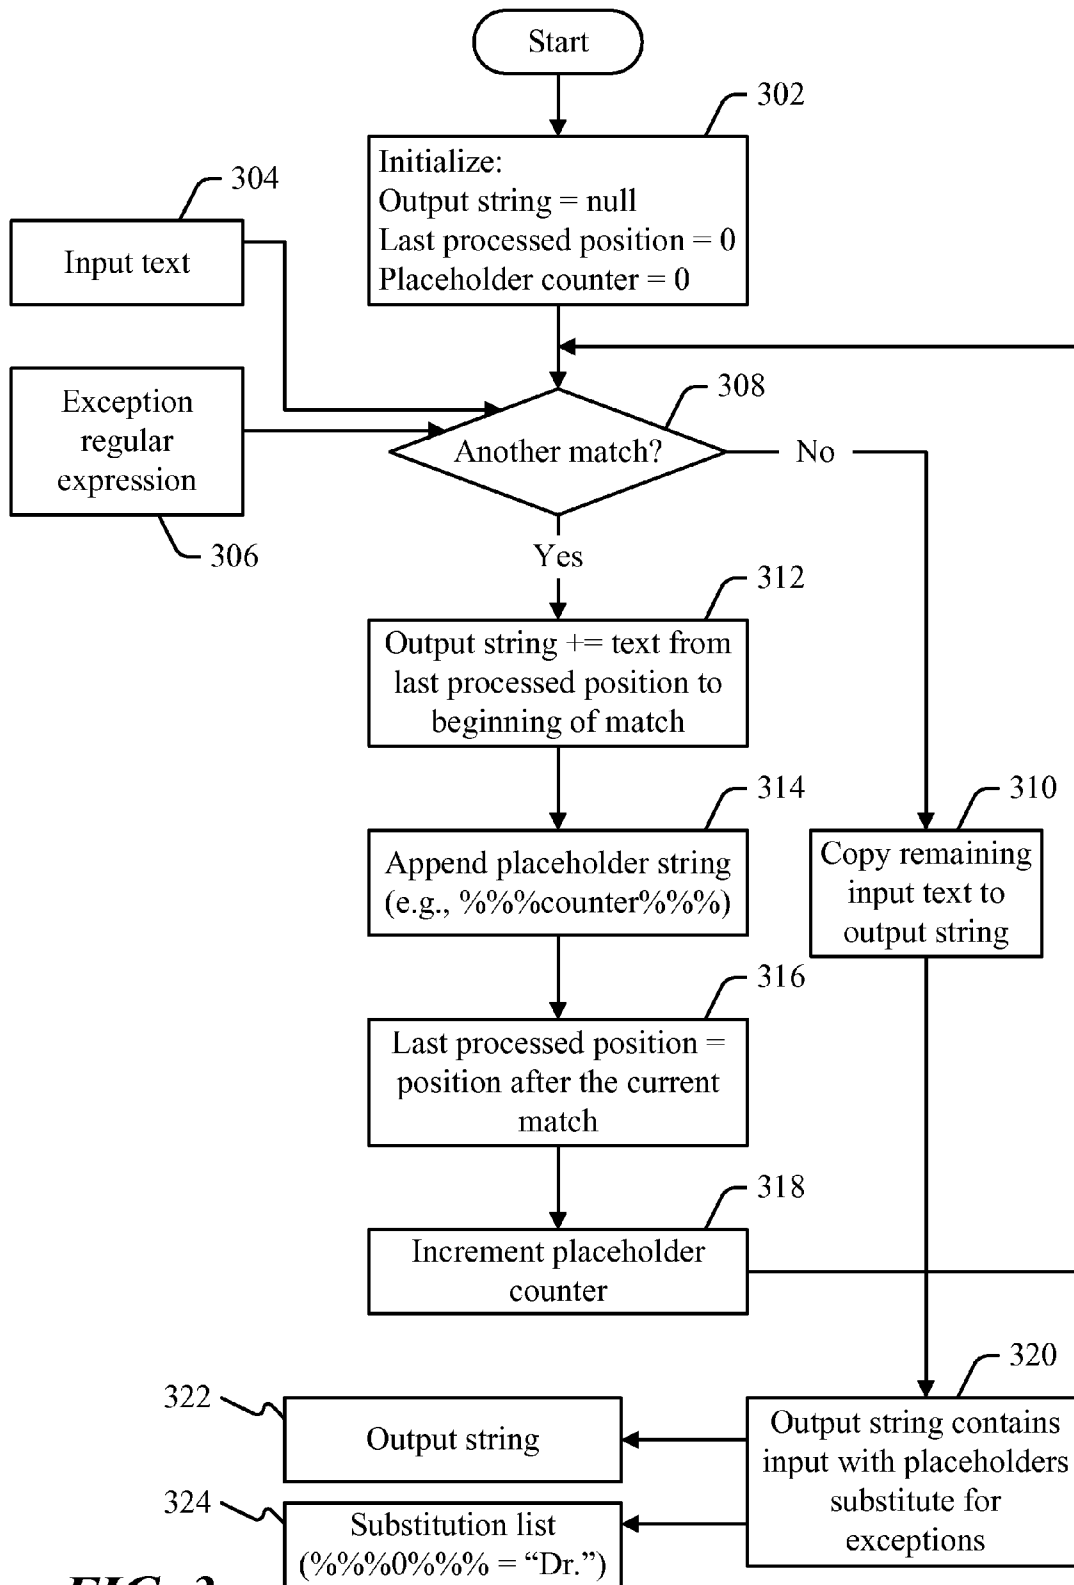 Start
302
Initialize:
Output string = null
Last processed position = 0
Placeholder counter = 0
304
Input text
Exception
regular
expression
306
308
Another match?
No
Yes
312
Output string += text from
last processed position to
beginning of match
314
Append placeholder string
(e.g., %%%counter%%%)
310
Copy remaining
input text to
output string
316
Last processed position =
position after the current
match
318
Increment placeholder
counter
320
Output string contains
input with placeholders
substitute for
exceptions
322
Output string
324
Substitution list
(%%%0%%% = “Dr.”)